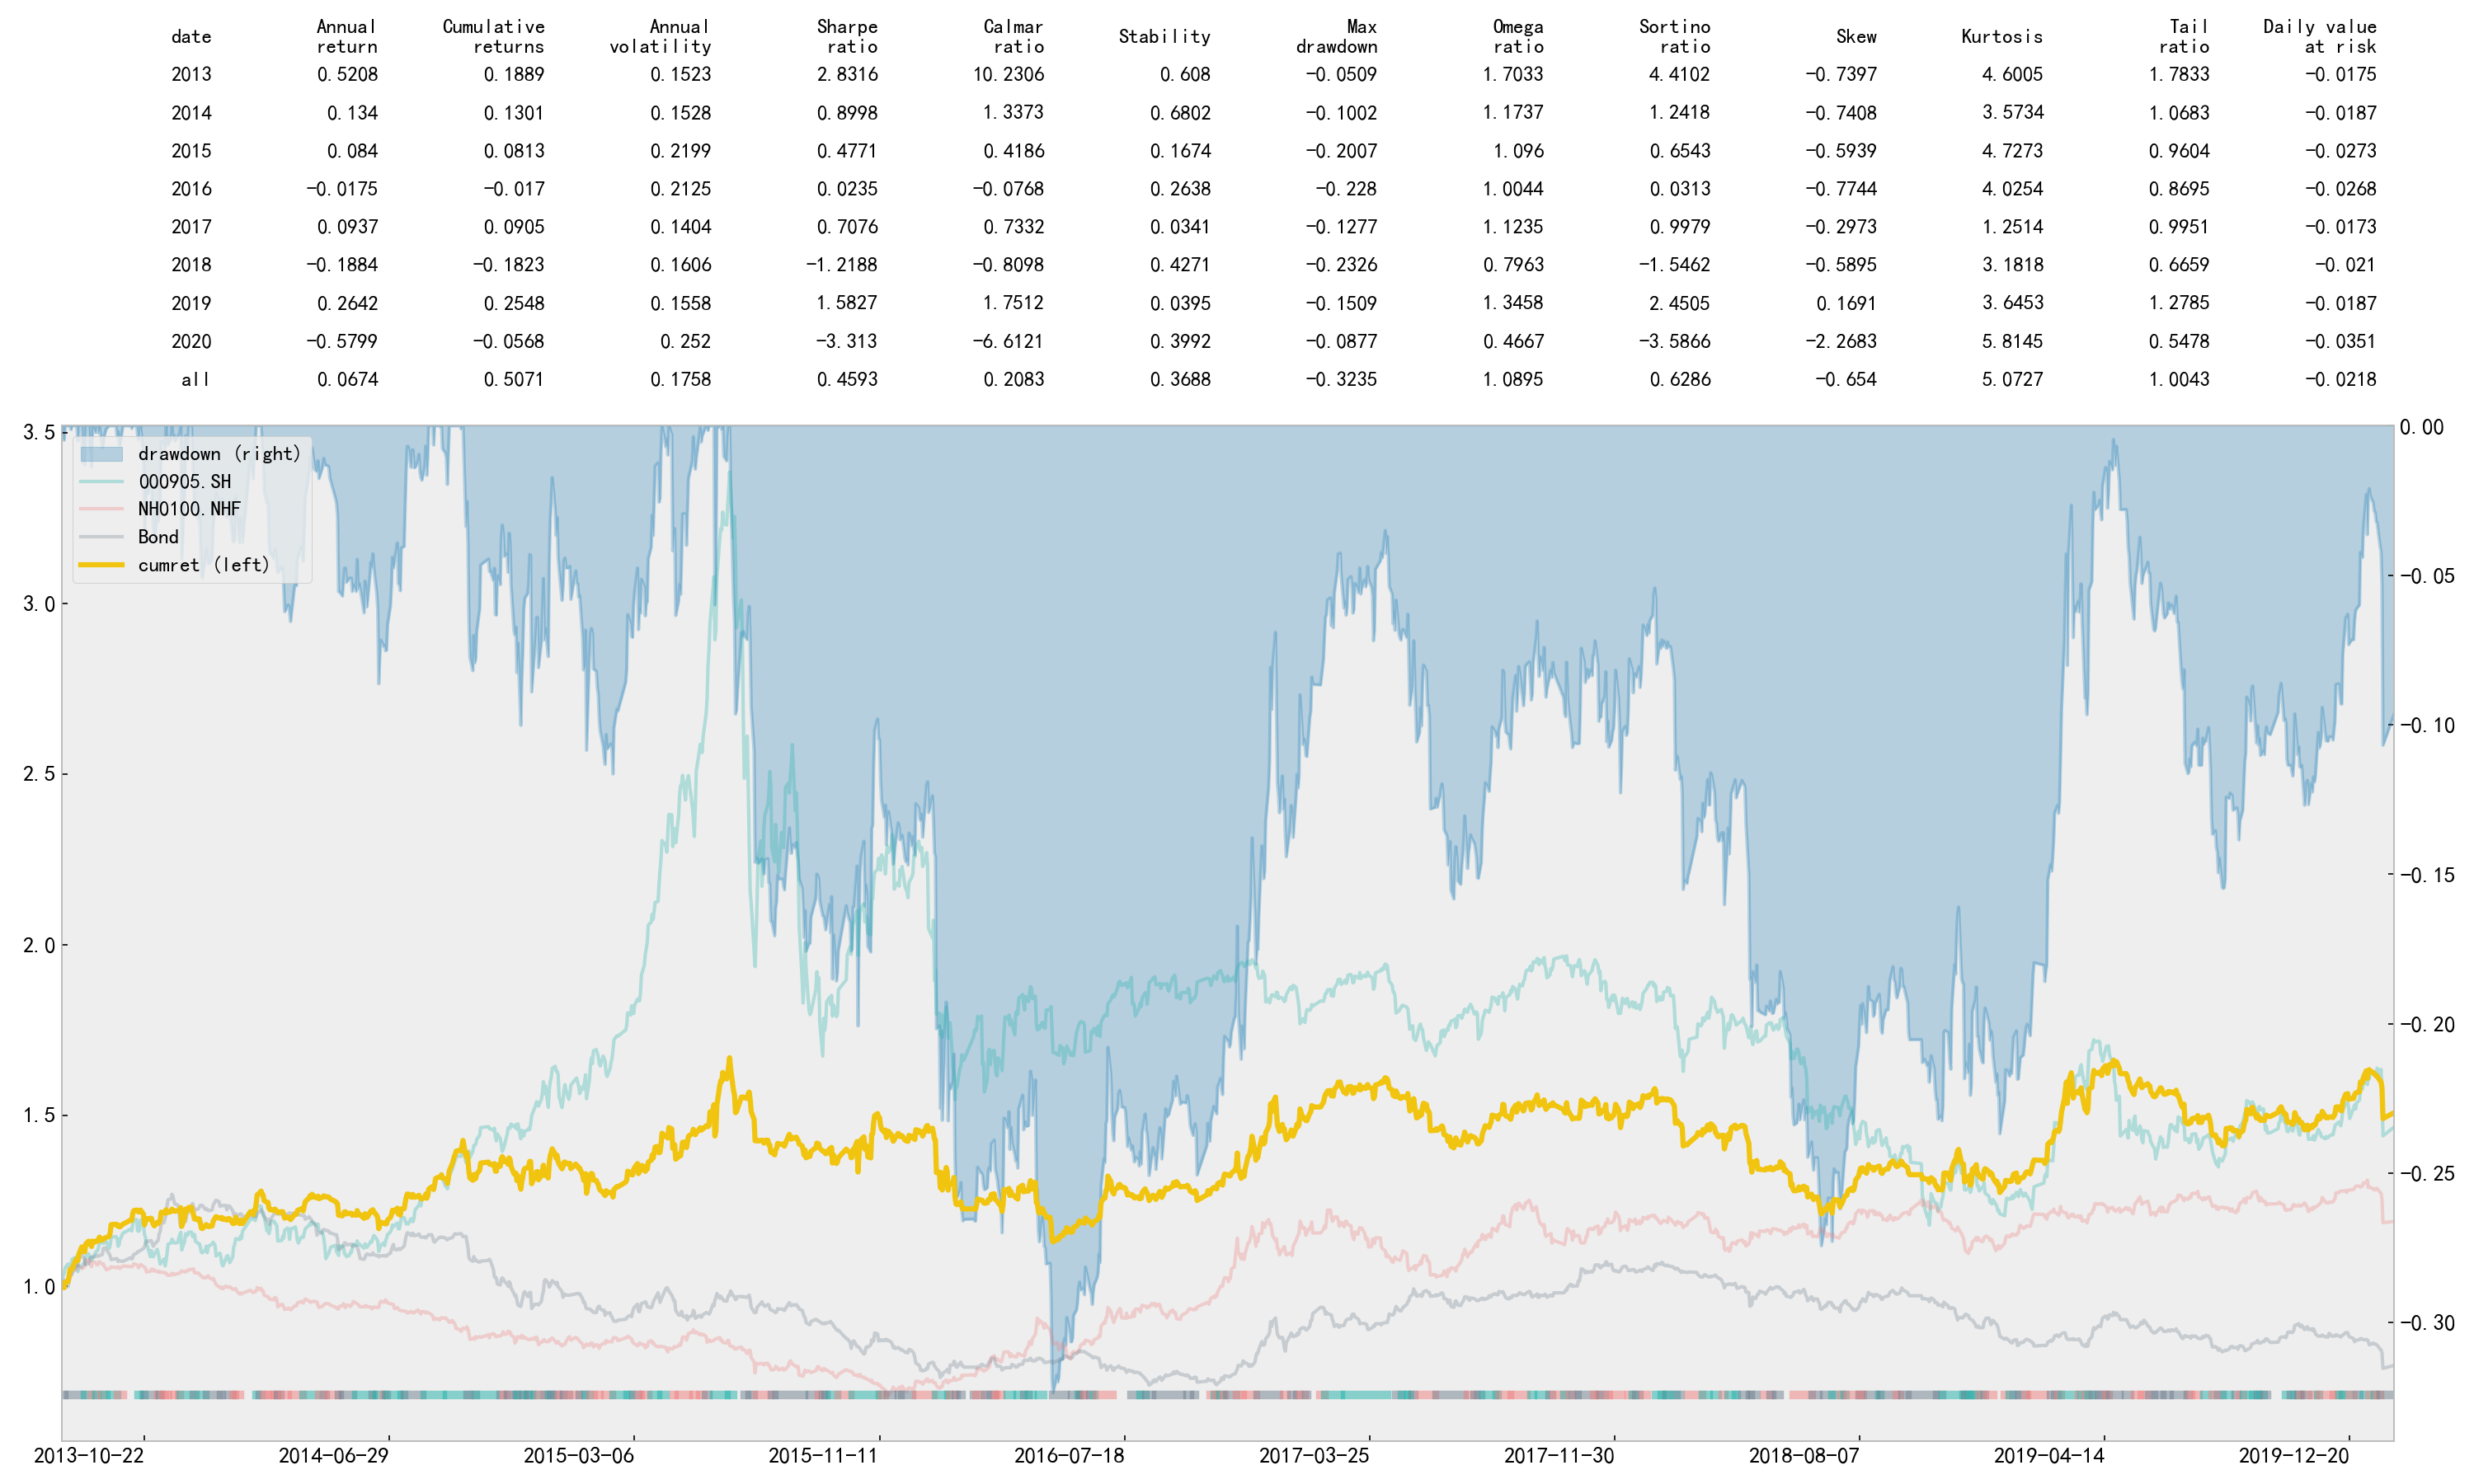 date Annual return Cumulative returns Annual volatility Sharpe ratio Calmar ratio Stability Max drawdown Omega ratio Sortino ratio Skew Kurtosis Tail ratio Daily value at risk
2013 0.5208 0.1889 0.1523 2.8316 10.2306 0.608 −0.0509 1.7033 4.4102 −0.7397 4.6005 1.7833 −0.0175
2014 0.134 0.1301 0.1528 0.8998 1.3373 0.6802 −0.1002 1.1737 1.2418 −0.7408 3.5734 1.0683 −0.0187
2015 0.084 0.0813 0.2199 0.4771 0.4186 0.1674 −0.2007 1.096 0.6543 −0.5939 4.7273 0.9604 −0.0273
2016 −0.0175 −0.017 0.2125 0.0235 −0.0768 0.2638 −0.228 1.0044 0.0313 −0.7744 4.0254 0.8695 −0.0268
2017 0.0937 0.0905 0.1404 0.7076 0.7332 0.0341 −0.1277 1.1235 0.9979 −0.2973 1.2514 0.9951 −0.0173
2018 −0.1884 −0.1823 0.1606 −1.2188 −0.8098 0.4271 −0.2326 0.7963 −1.5462 −0.5895 3.1818 0.6659 −0.021
2019 0.2642 0.2548 0.1558 1.5827 1.7512 0.0395 −0.1509 1.3458 2.4505 0.1691 3.6453 1.2785 −0.0187
2020 −0.5799 −0.0568 0.252 −3.313 −6.6121 0.3992 −0.0877 0.4667 −3.5866 −2.2683 5.8145 0.5478 −0.0351
all 0.0674 0.5071 0.1758 0.4593 0.2083 0.3688 −0.3235 1.0895 0.6286 −0.654 5.0727 1.0043 −0.0218
3.5
3.0
2.5
2.0
1.5
1.0
drawdown (right)
000905.SH
NH0100.NHF
Bond
cumret (left)
0.00
−0.05
−0.10
−0.15
−0.20
−0.25
−0.30
2013-10-22 2014-06-29 2015-03-06 2015-11-11 2016-07-18 2017-03-25 2017-11-30 2018-08-07 2019-04-14 2019-12-20